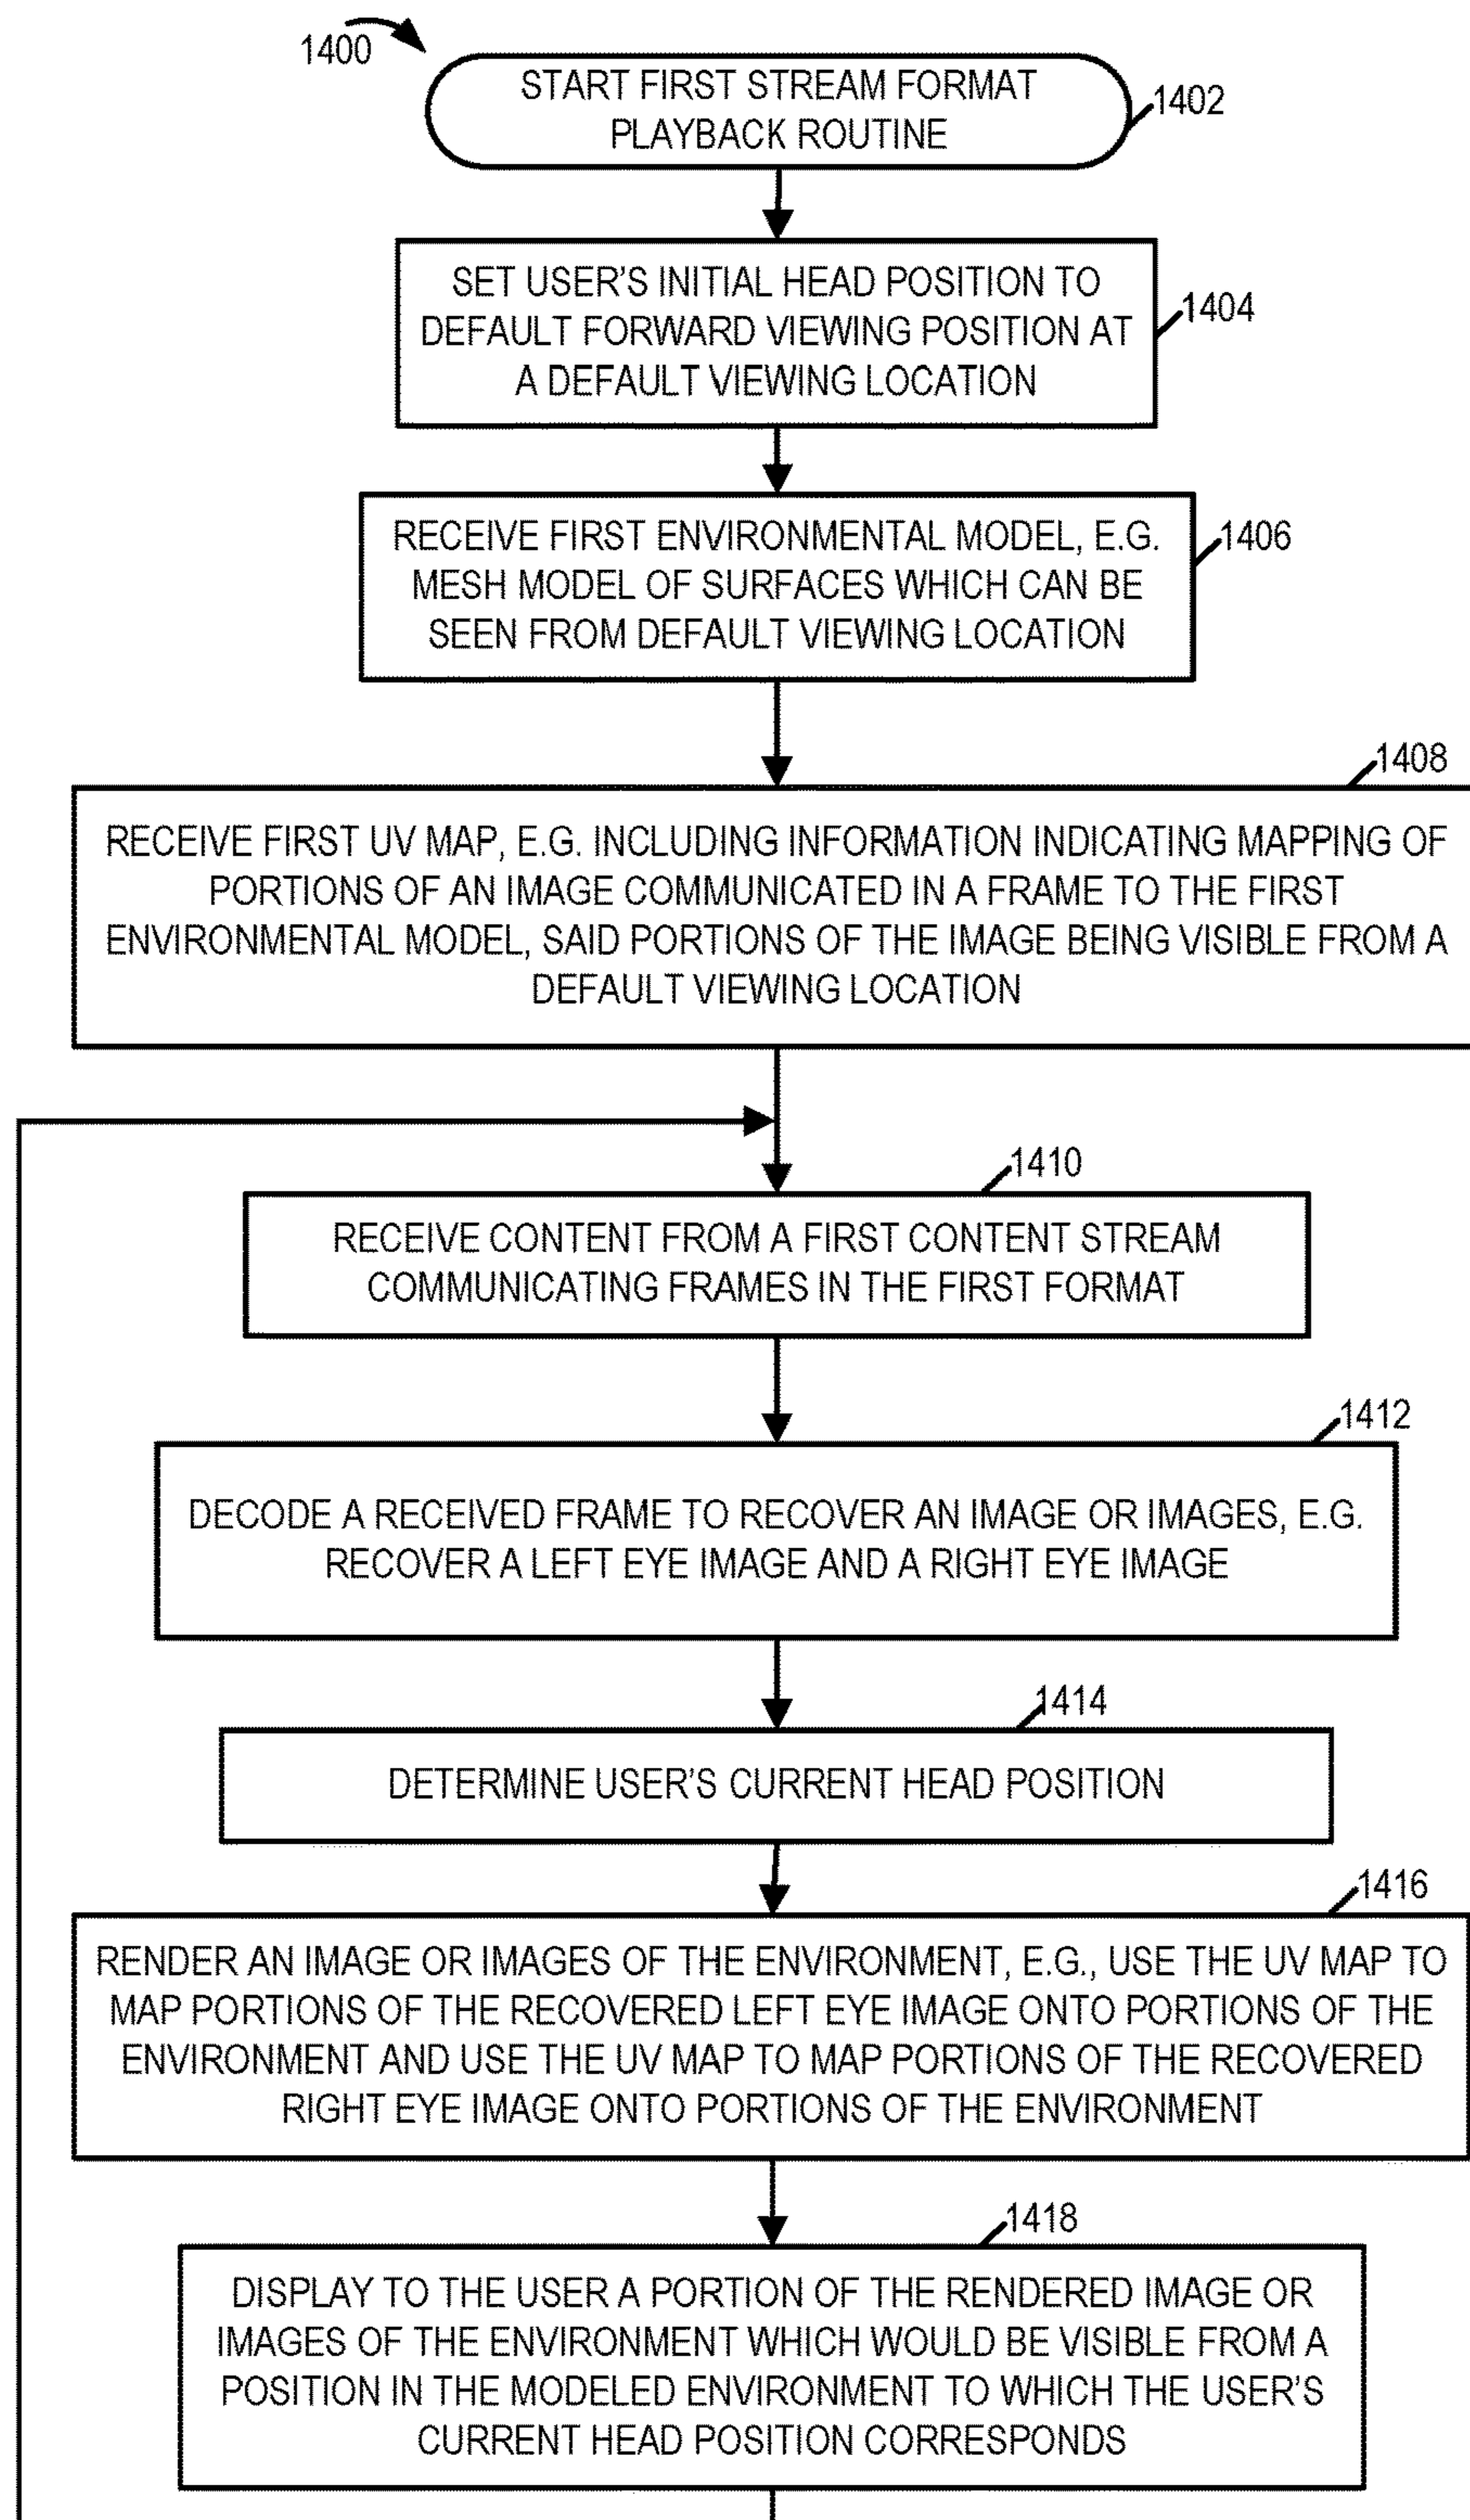 1400
START FIRST STREAM FORMAT
PLAYBACK ROUTINE
1402
SET USER'S INITIAL HEAD POSITION TO
DEFAULT FORWARD VIEWING POSITION AT
A DEFAULT VIEWING LOCATION
1404
RECEIVE FIRST ENVIRONMENTAL MODEL, E.G.
MESH MODEL OF SURFACES WHICH CAN BE
SEEN FROM DEFAULT VIEWING LOCATION
1406
1408
RECEIVE FIRST UV MAP, E.G. INCLUDING INFORMATION INDICATING MAPPING OF
PORTIONS OF AN IMAGE COMMUNICATED IN A FRAME TO THE FIRST
ENVIRONMENTAL MODEL, SAID PORTIONS OF THE IMAGE BEING VISIBLE FROM A
DEFAULT VIEWING LOCATION
1410
RECEIVE CONTENT FROM A FIRST CONTENT STREAM
COMMUNICATING FRAMES IN THE FIRST FORMAT
1412
DECODE A RECEIVED FRAME TO RECOVER AN IMAGE OR IMAGES, E.G.
RECOVER A LEFT EYE IMAGE AND A RIGHT EYE IMAGE
1414
DETERMINE USER'S CURRENT HEAD POSITION
1416
RENDER AN IMAGE OR IMAGES OF THE ENVIRONMENT, E.G., USE THE UV MAP TO
MAP PORTIONS OF THE RECOVERED LEFT EYE IMAGE ONTO PORTIONS OF THE
ENVIRONMENT AND USE THE UV MAP TO MAP PORTIONS OF THE RECOVERED
RIGHT EYE IMAGE ONTO PORTIONS OF THE ENVIRONMENT
1418
DISPLAY TO THE USER A PORTION OF THE RENDERED IMAGE OR
IMAGES OF THE ENVIRONMENT WHICH WOULD BE VISIBLE FROM A
POSITION IN THE MODELED ENVIRONMENT TO WHICH THE USER'S
CURRENT HEAD POSITION CORRESPONDS